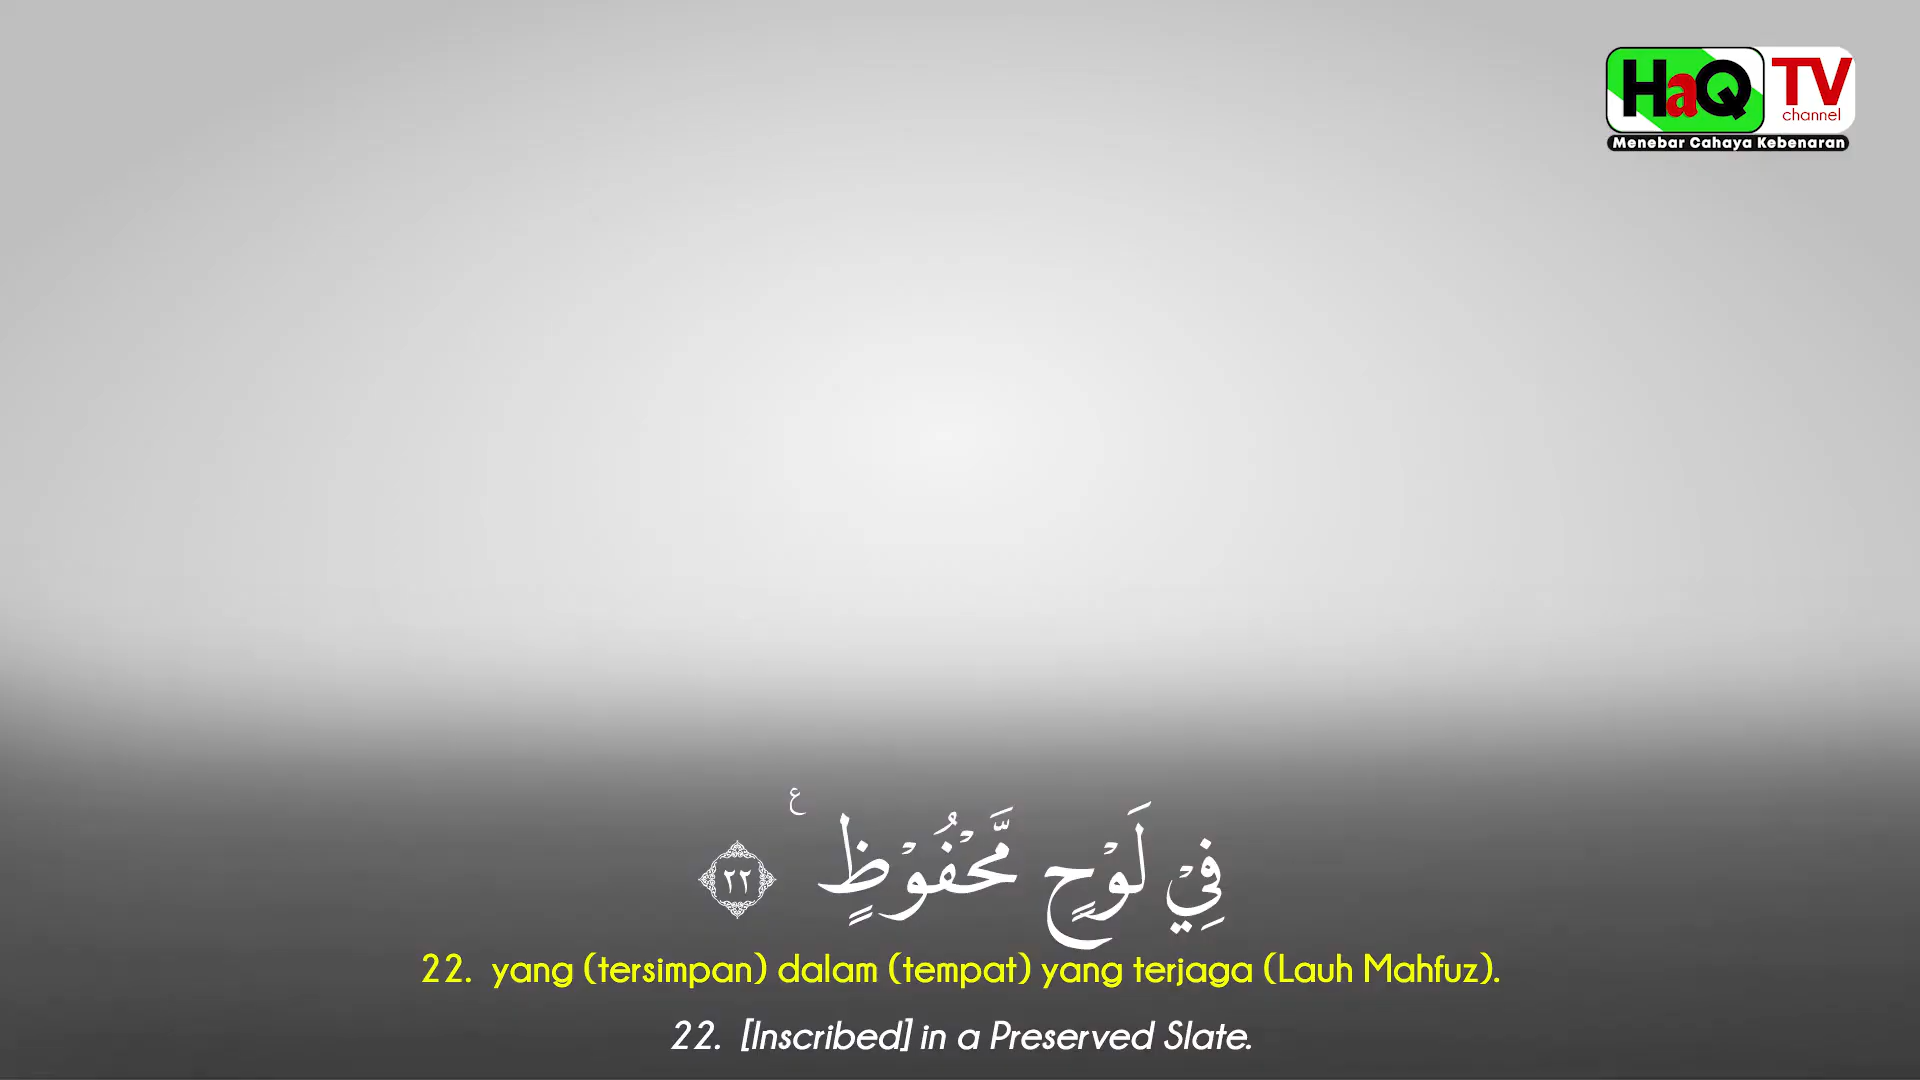 HaQ TV
channel
Menebar Cahaya Kebenaran
فِيْ لَوْحٍ مَّحْفُوْظٍ ۝٢٢ ࣖ
22. yang (tersimpan) dalam (tempat) yang terjaga (Lauh Mahfuz).
22. [Inscribed] in a Preserved Slate.